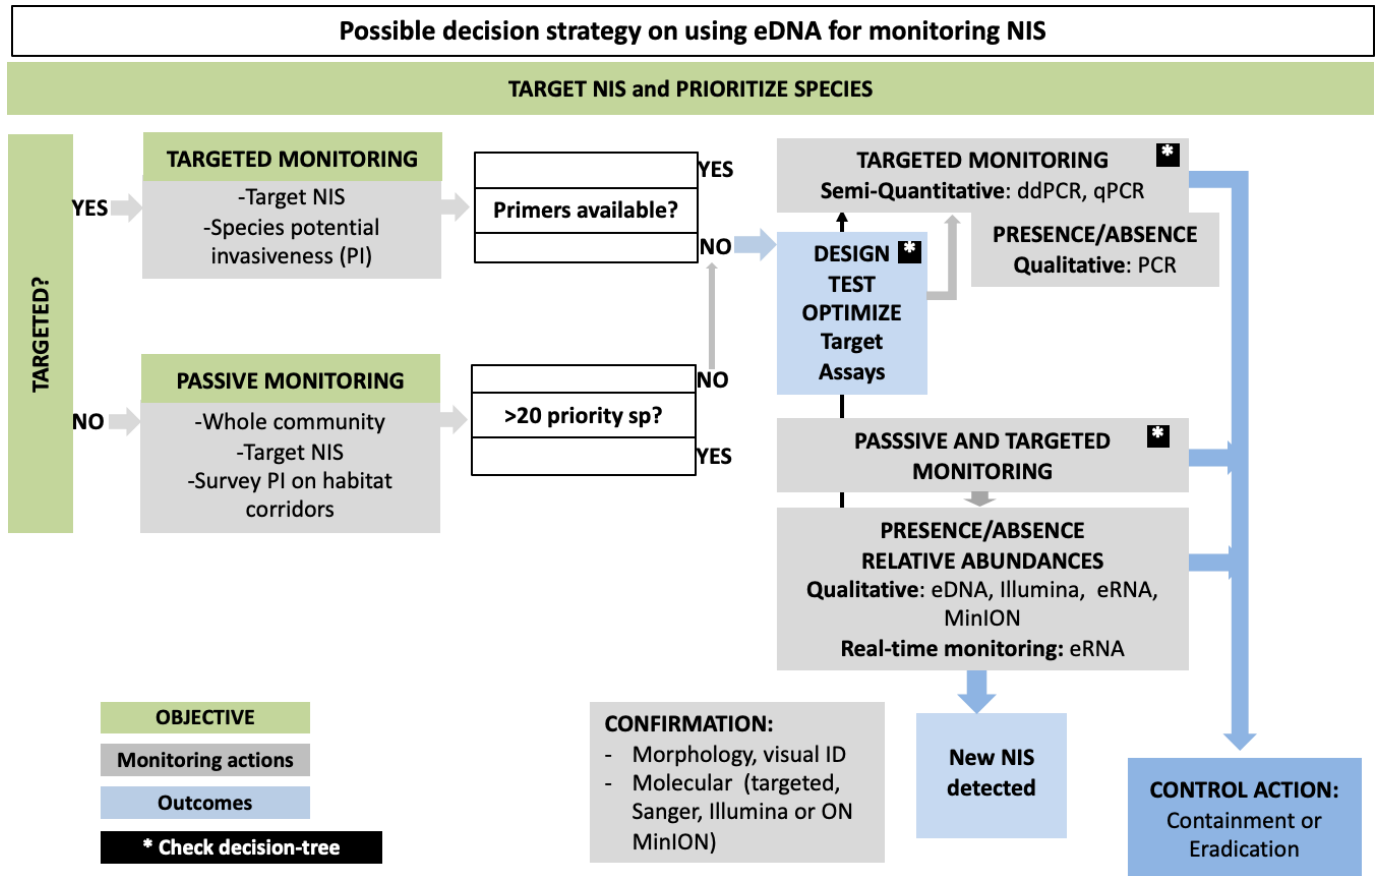 Possible decision strategy on using eDNA for monitoring NIS
TARGET NIS and PRIORITIZE SPECIES
TARGETED?
YES
TARGETED MONITORING
-Target NIS
-Species potential
invasiveness (PI)
Primers available?
YES
NO
NO
PASSIVE MONITORING
-Whole community
-Target NIS
-Survey PI on habitat
corridors
>20 priority sp?
NO
YES
TARGETED MONITORING
*
Semi-Quantitative: ddPCR, qPCR
PRESENCE/ABSENCE
Qualitative: PCR
DESIGN
*
TEST
OPTIMIZE
Target
Assays
PASSSIVE AND TARGETED
*
MONITORING
PRESENCE/ABSENCE
RELATIVE ABUNDANCES
Qualitative: eDNA, Illumina, eRNA,
MinION
Real-time monitoring: eRNA
OBJECTIVE
Monitoring actions
Outcomes
* Check decision-tree
CONFIRMATION:
- Morphology, visual ID
- Molecular (targeted,
Sanger, Illumina or ON
MinION)
New NIS
detected
CONTROL ACTION:
Containment or
Eradication